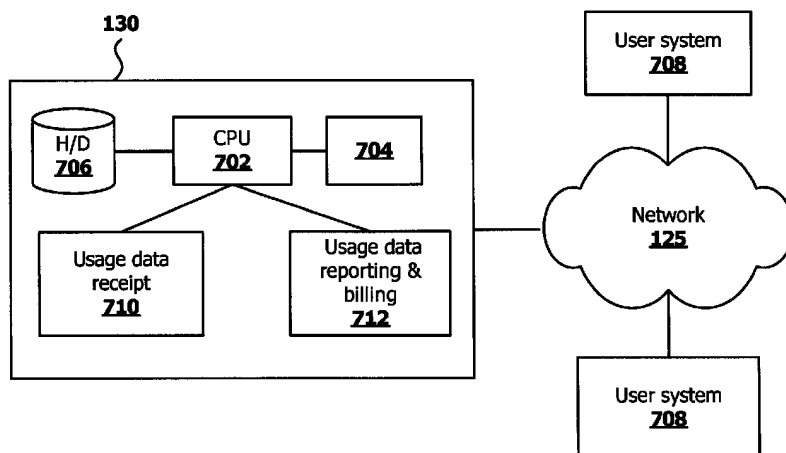 130
User system
708
H/D
706
CPU
702
704
Network
125
Usage data
receipt
710
Usage data
reporting &
billing
712
User system
708